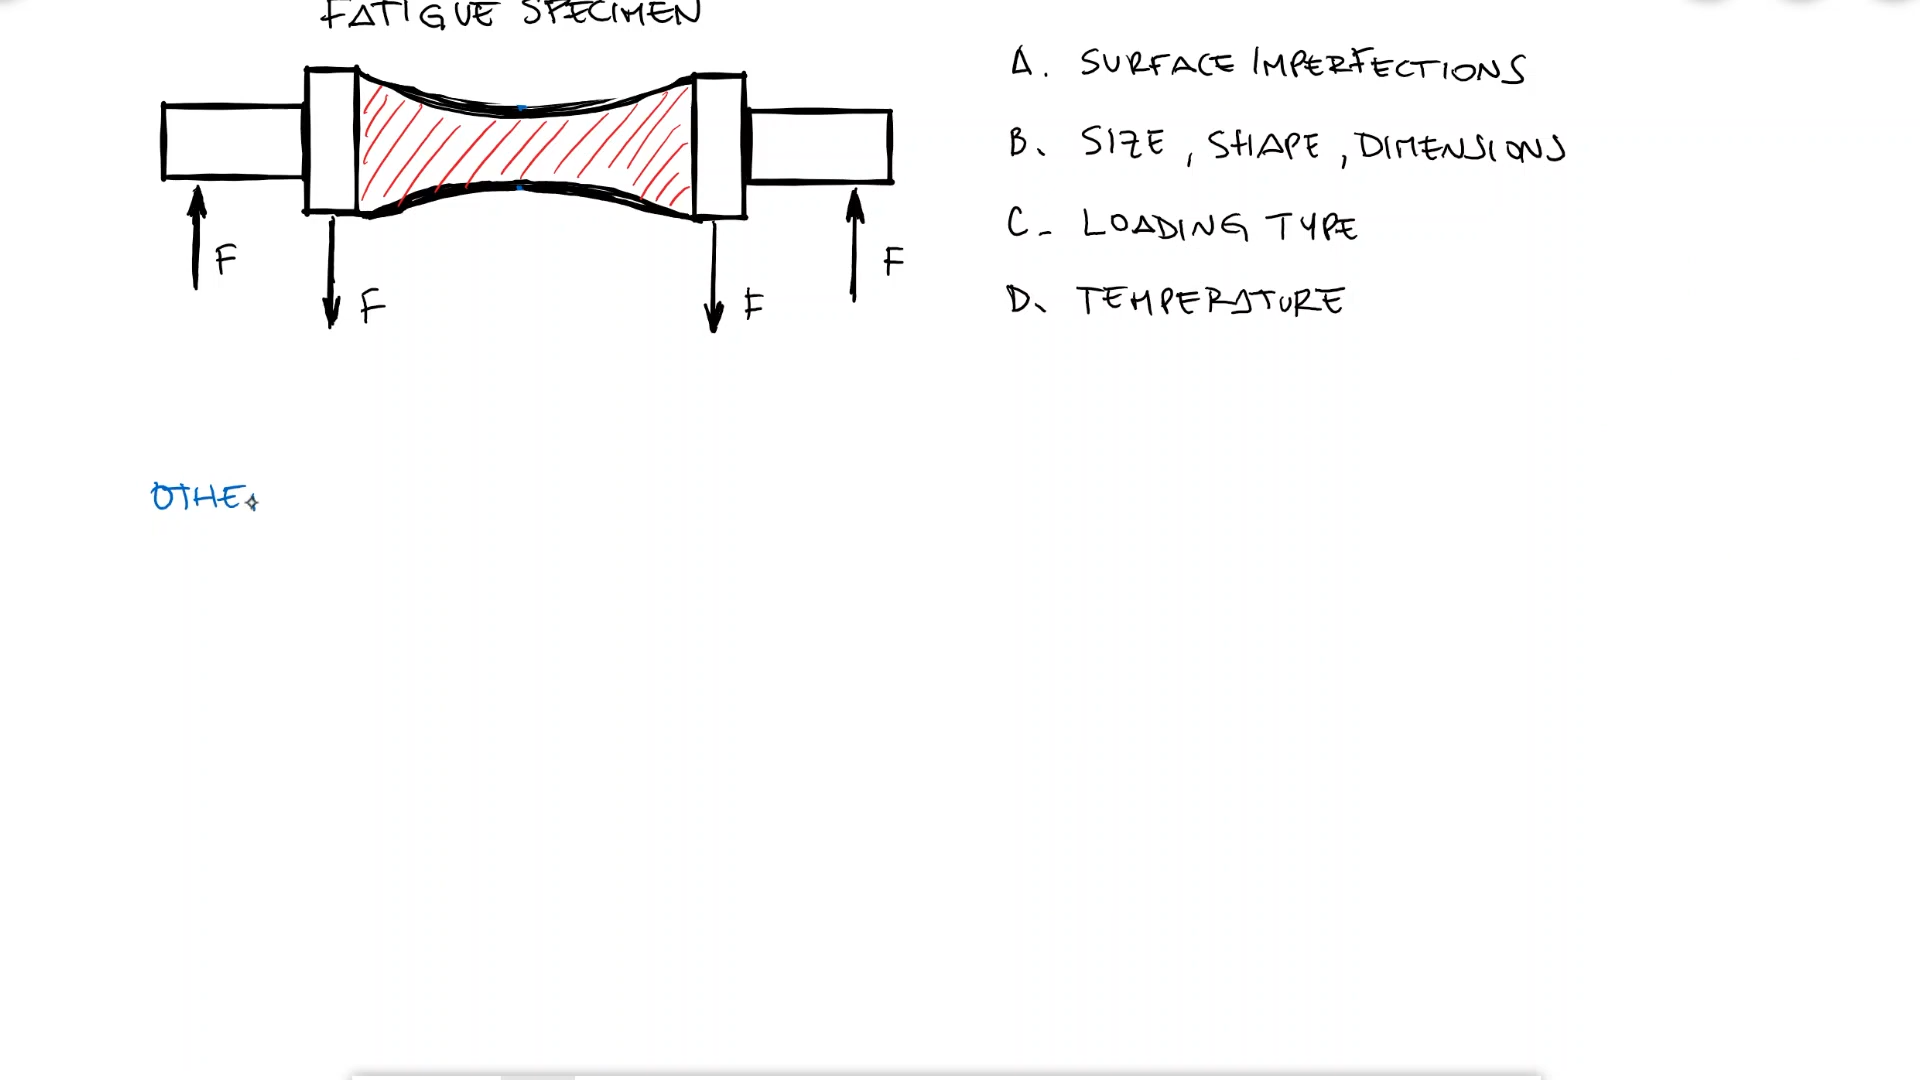 FATIGUE SPECIMEN
A. SURFACE IMPERFECTIONS
B. SIZE, SHAPE, DIMENSIONS
C. LOADING TYPE
D. TEMPERATURE
F F F F
OTHE